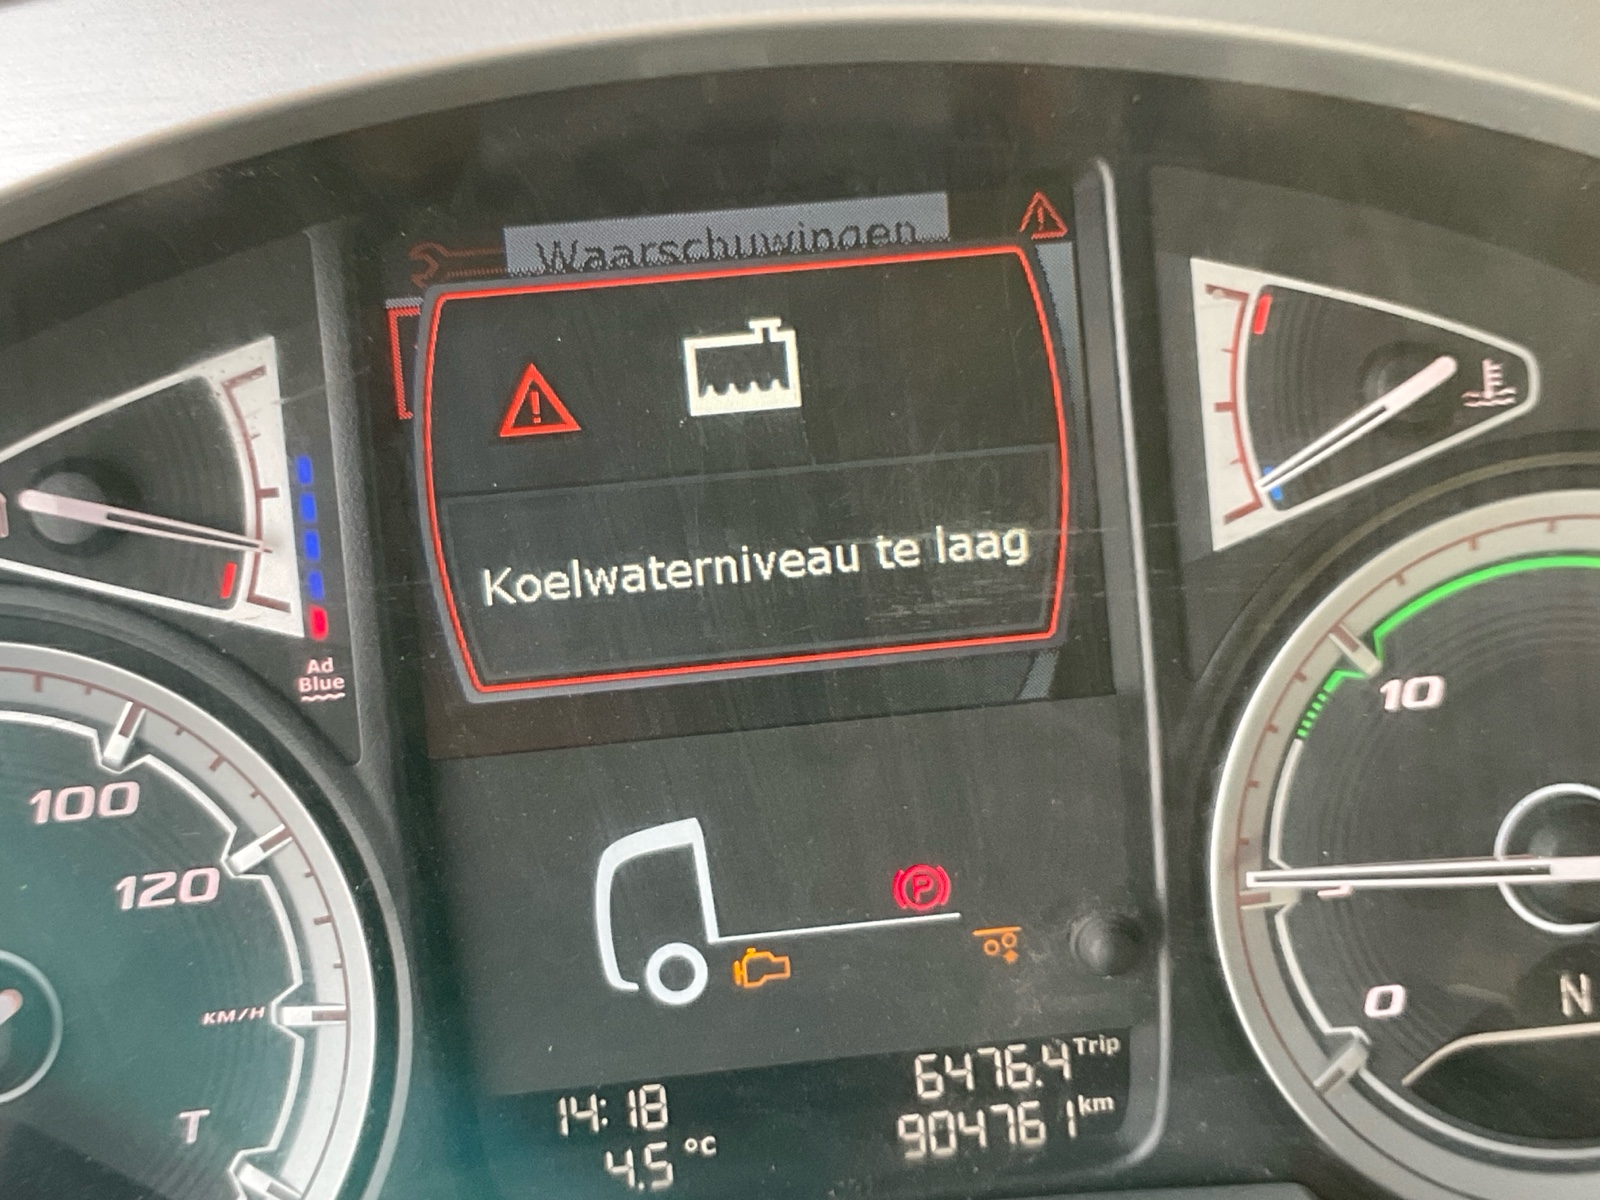 Waarschuwingen
Koelwaterniveau te laag
Ad
Blue
100
120
KM/H
T
10
5
0
N
P
6476.4 Trip
14:18
904761 km
4.5 °C